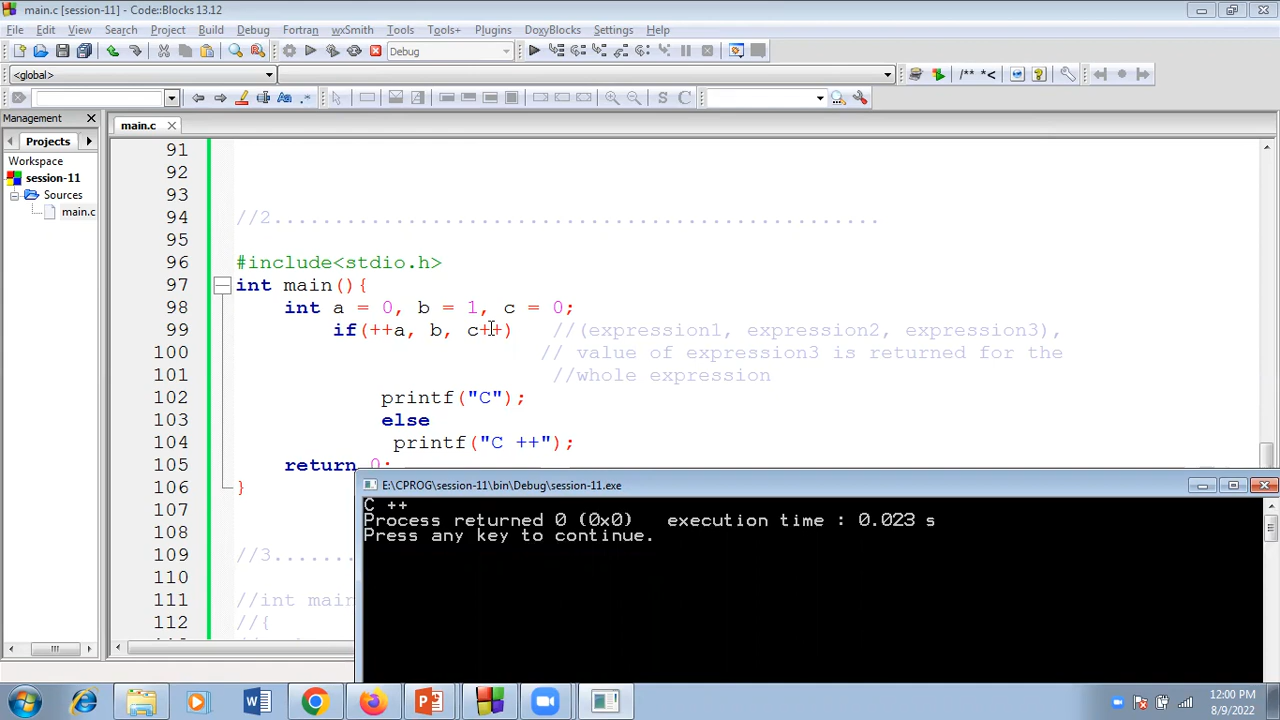 main.c [session-11] - Code::Blocks 13.12
File Edit View Search Project Build Debug Fortran wxSmith Tools Tools+ Plugins DoxyBlocks Settings Help
Debug
<global>
/** *<
S C
Management
main.c
Projects
Workspace
session-11
Sources
main.c
91
92
93
94 //2..................................................
95
96 #include<stdio.h>
97 int main(){
98 int a = 0, b = 1, c = 0;
99 if(++a, b, c++) //(expression1, expression2, expression3),
100 // value of expression3 is returned for the
101 //whole expression
102 printf("C");
103 else
104 printf("C ++");
105 return 0;
106 }
107
108
109 //3.......
110
111 //int main
112 //{
E:\CPROG\session-11\bin\Debug\session-11.exe
C ++
Process returned 0 (0x0) execution time : 0.023 s
Press any key to continue.
12:00 PM
8/9/2022